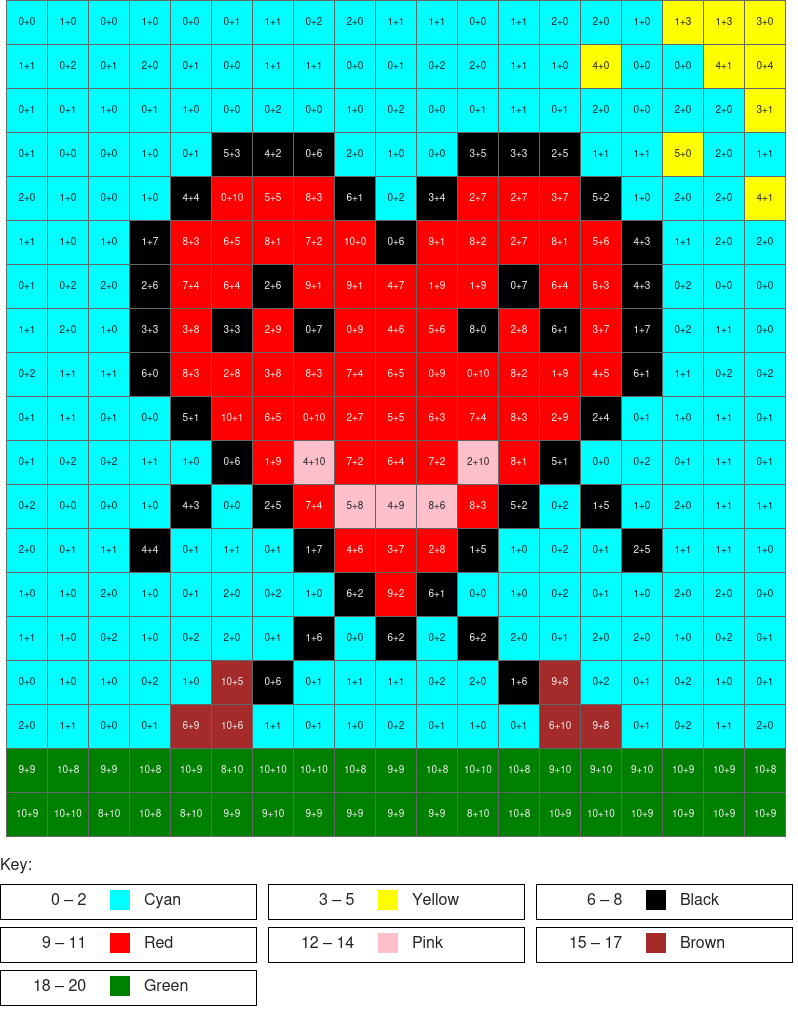 0+0 1+0 0+0 1+0 0+0 0+1 1+1 0+2 2+0 1+1 1+1 0+0 1+1 2+0 2+0 1+0 1+3 1+3 3+0
1+1 0+2 0+1 2+0 0+1 0+0 1+1 1+1 0+0 0+1 0+2 2+0 1+1 1+0 4+0 0+0 0+0 4+1 0+4
0+1 0+1 1+0 0+1 1+0 0+0 0+2 0+0 1+0 0+2 0+0 0+1 1+1 0+1 2+0 0+0 2+0 2+0 3+1
0+1 0+0 0+0 1+0 0+1 5+3 4+2 0+6 2+0 1+0 0+0 3+5 3+3 2+5 1+1 1+1 5+0 2+0 1+1
2+0 1+0 0+0 1+0 4+4 0+10 5+5 8+3 6+1 0+2 3+4 2+7 2+7 3+7 5+2 1+0 2+0 2+0 4+1
1+1 1+0 1+0 1+7 8+3 6+5 8+1 7+2 10+0 0+6 9+1 8+2 2+7 8+1 5+6 4+3 1+1 2+0 2+0
0+1 0+2 2+0 2+6 7+4 6+4 2+6 9+1 9+1 4+7 1+9 1+9 0+7 6+4 6+3 4+3 0+2 0+0 0+0
1+1 2+0 1+0 3+3 3+8 3+3 2+9 0+7 0+9 4+6 5+6 8+0 2+8 6+1 3+7 1+7 0+2 1+1 0+0
0+2 1+1 1+1 6+0 8+3 2+8 3+8 8+3 7+4 6+5 0+9 0+10 8+2 1+9 4+5 6+1 1+1 0+2 0+2
0+1 1+1 0+1 0+0 5+1 10+1 6+5 0+10 2+7 5+5 6+3 7+4 8+3 2+9 2+4 0+1 1+0 1+1 0+1
0+1 0+2 0+2 1+1 1+0 0+6 1+9 4+10 7+2 6+4 7+2 2+10 8+1 5+1 0+0 0+2 0+1 1+1 0+1
0+2 0+0 0+0 1+0 4+3 0+0 2+5 7+4 5+8 4+9 8+6 8+3 5+2 0+2 1+5 1+0 2+0 1+1 1+1
2+0 0+1 1+1 4+4 0+1 1+1 0+1 1+7 4+6 3+7 2+8 1+5 1+0 0+2 0+1 2+5 1+1 1+1 1+0
1+0 1+0 2+0 1+0 0+1 2+0 0+2 1+0 6+2 9+2 6+1 0+0 1+0 0+2 0+1 1+0 2+0 2+0 0+0
1+1 1+0 0+2 1+0 0+2 2+0 0+1 1+6 0+0 6+2 0+2 6+2 2+0 0+1 2+0 2+0 1+0 0+2 0+1
0+0 1+0 1+0 0+2 1+0 10+5 0+6 0+1 1+1 1+1 0+2 2+0 1+6 9+8 0+2 0+1 0+2 1+0 0+1
2+0 1+1 0+0 0+1 6+9 10+6 1+1 0+1 1+0 0+2 0+1 1+0 0+1 6+10 9+8 0+1 0+2 1+1 2+0
9+9 10+8 9+9 10+8 10+9 8+10 10+10 10+10 10+8 9+9 10+8 10+10 10+8 9+10 9+10 9+10 10+9 10+9 10+8
10+9 10+10 8+10 10+8 8+10 9+9 9+10 9+9 9+9 9+9 9+9 8+10 10+8 10+9 10+10 10+9 10+9 10+9 10+9
Key:
0 – 2 Cyan 3 – 5 Yellow 6 – 8 Black
9 – 11 Red 12 – 14 Pink 15 – 17 Brown
18 – 20 Green